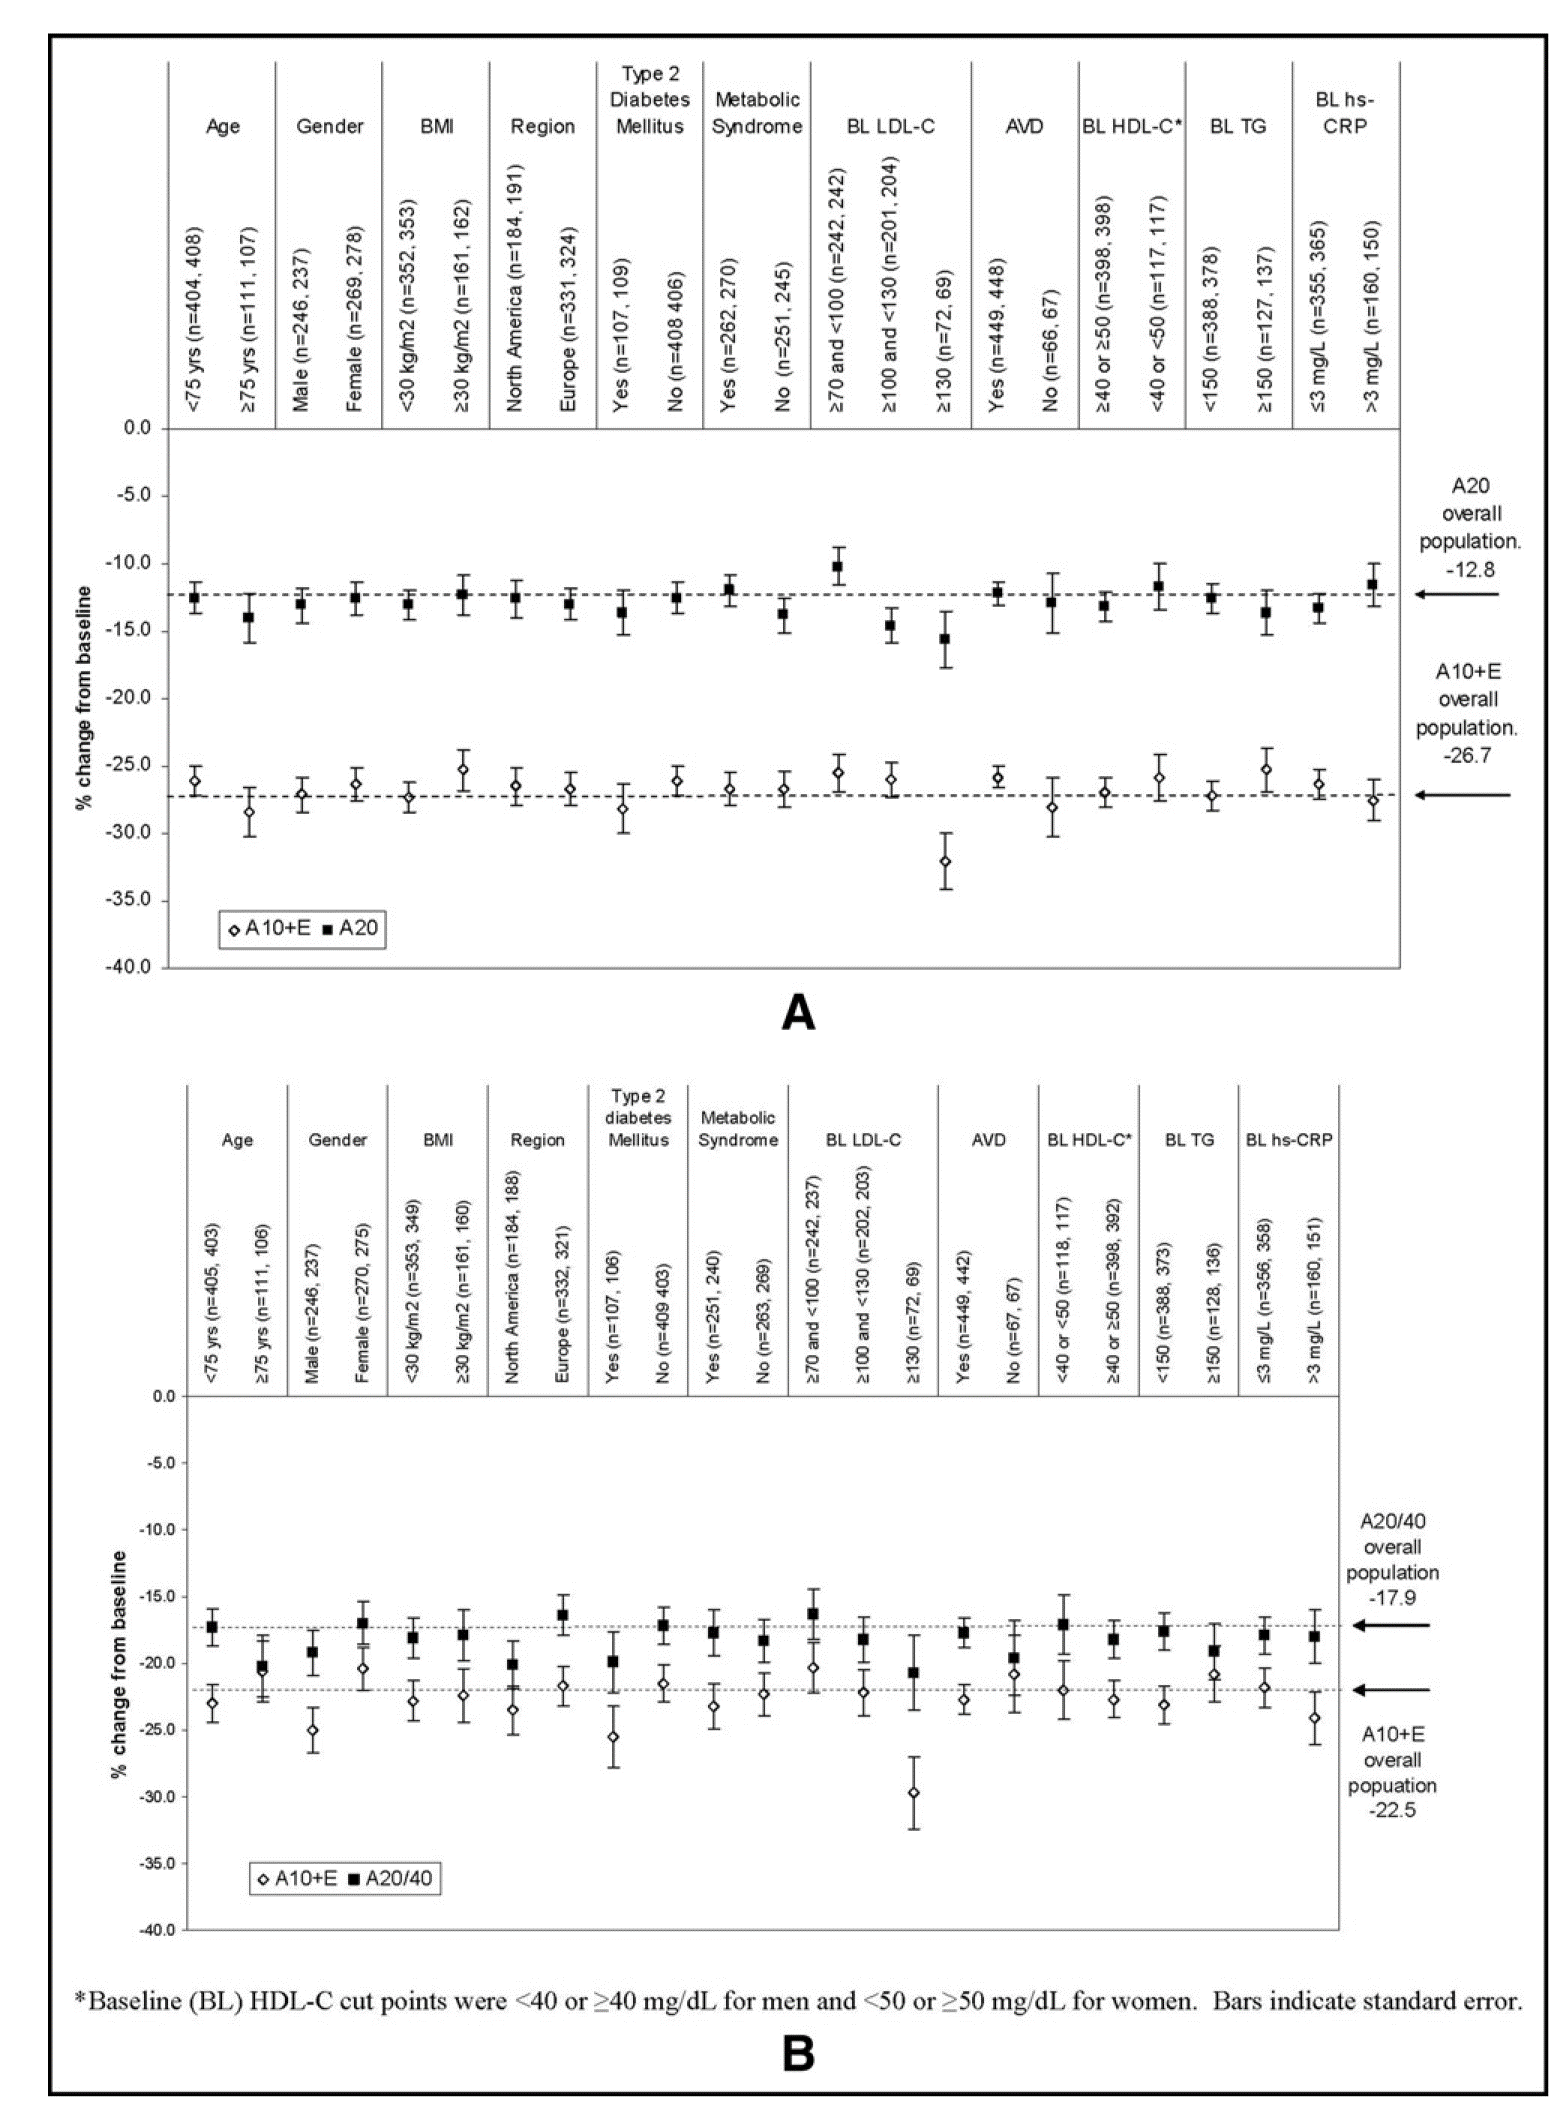 Type 2
Diabetes
Mellitus
Metabolic
Syndrome
BL hs-
CRP
Age
Gender
BMI
Region
BL LDL-C
AVD
BL HDL-C*
BL TG
<75 yrs (n=404, 408)
≥75 yrs (n=111, 107)
Male (n=246, 237)
Female (n=269, 278)
<30 kg/m2 (n=352, 353)
≥30 kg/m2 (n=161, 162)
North America (n=184, 191)
Europe (n=331, 324)
Yes (n=107, 109)
No (n=408 406)
Yes (n=262, 270)
No (n=251, 245)
≥70 and <100 (n=242, 242)
≥100 and <130 (n=201, 204)
≥130 (n=72, 69)
Yes (n=449, 448)
No (n=66, 67)
≥40 or ≥50 (n=398, 398)
<40 or <50 (n=117, 117)
<150 (n=388, 378)
≥150 (n=127, 137)
≤3 mg/L (n=355, 365)
>3 mg/L (n=160, 150)
0.0
-5.0
-10.0
-15.0
-20.0
-25.0
-30.0
-35.0
-40.0
% change from baseline
A20
overall
population.
-12.8
A10+E
overall
population.
-26.7
A10+E A20
A
Type 2
diabetes
Mellitus
Metabolic
Syndrome
Age
Gender
BMI
Region
BL LDL-C
AVD
BL HDL-C*
BL TG
BL hs-CRP
<75 yrs (n=405, 403)
≥75 yrs (n=111, 106)
Male (n=246, 237)
Female (n=270, 275)
<30 kg/m2 (n=353, 349)
≥30 kg/m2 (n=161, 160)
North America (n=184, 188)
Europe (n=332, 321)
Yes (n=107, 106)
No (n=409 403)
Yes (n=251, 240)
No (n=263, 269)
≥70 and <100 (n=242, 237)
≥100 and <130 (n=202, 203)
≥130 (n=72, 69)
Yes (n=449, 442)
No (n=67, 67)
<40 or <50 (n=118, 117)
≥40 or ≥50 (n=398, 392)
<150 (n=388, 373)
≥150 (n=128, 136)
≤3 mg/L (n=356, 358)
>3 mg/L (n=160, 151)
0.0
-5.0
-10.0
-15.0
-20.0
-25.0
-30.0
-35.0
-40.0
% change from baseline
A20/40
overall
population
-17.9
A10+E
overall
popuation
-22.5
A10+E A20/40
*Baseline (BL) HDL-C cut points were <40 or ≥40 mg/dL for men and <50 or ≥50 mg/dL for women. Bars indicate standard error.
B